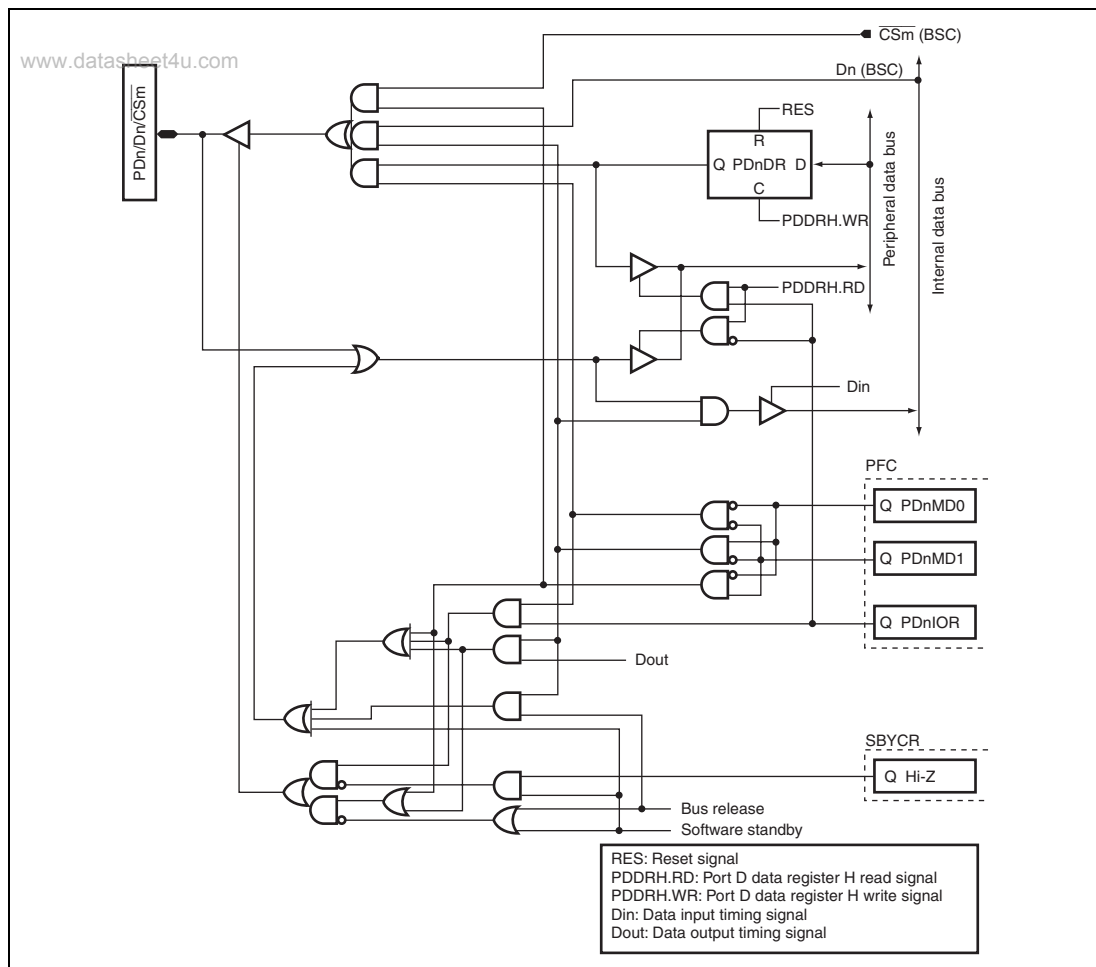 CSm (BSC)
www.datasheet4u.com
Dn (BSC)
PDn/Dn/CSm
RES
R
Q PDnDR D
C
PDDRH.WR
Peripheral data bus
Internal data bus
PDDRH.RD
Din
PFC
Q PDnMD0
Q PDnMD1
Q PDnIOR
Dout
SBYCR
Q Hi-Z
Bus release
Software standby
RES: Reset signal
PDDRH.RD: Port D data register H read signal
PDDRH.WR: Port D data register H write signal
Din: Data input timing signal
Dout: Data output timing signal